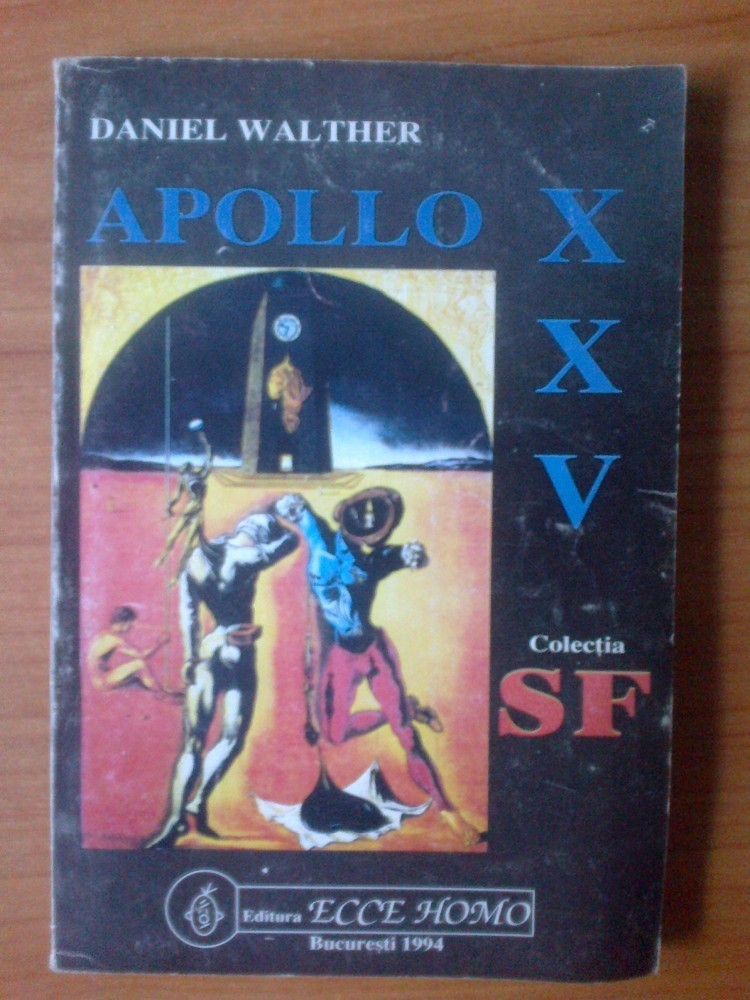 DANIEL WALTHER
APOLLO X
X
V
Colecția
SF
Editura ECCE HOMO
București 1994